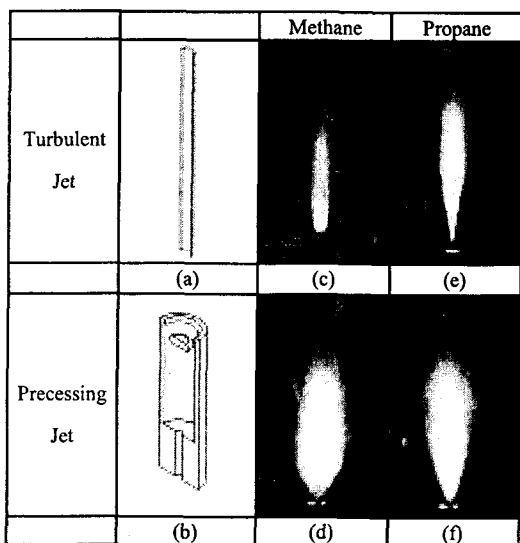 Methane Propane
Turbulent
Jet
(a) (c) (e)
Precessing
Jet
(b) (d) (f)